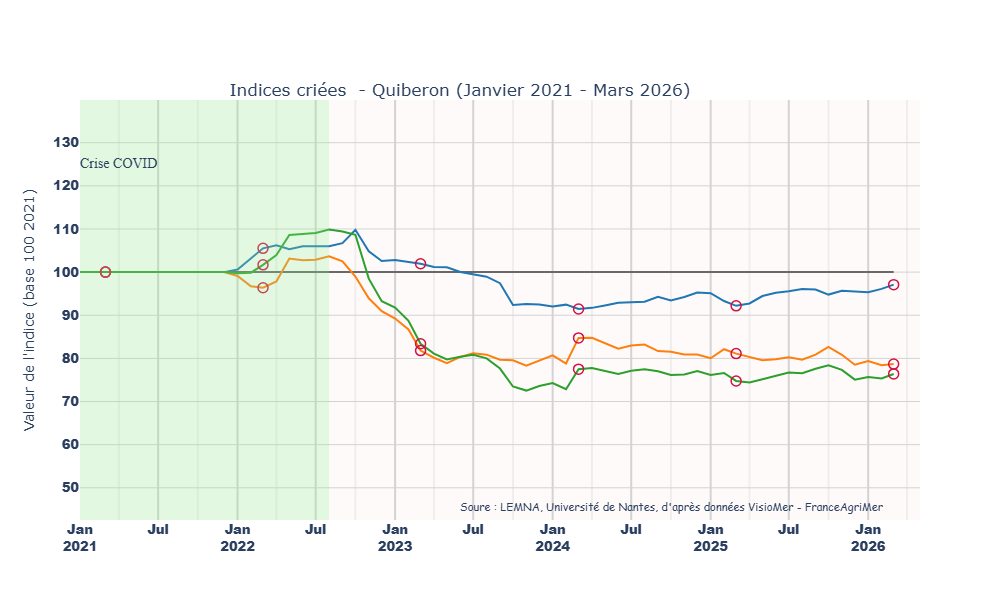 Indices criées  - Quiberon (Janvier 2021 - Mars 2026)
Valeur de l'indice (base 100 2021)
130
Crise COVID
120
110
100
90
80
70
60
50
Soure : LEMNA, Université de Nantes, d'après données VisioMer - FranceAgriMer
Jan Jul Jan Jul Jan Jul Jan Jul Jan Jul Jan
2021 2022 2023 2024 2025 2026